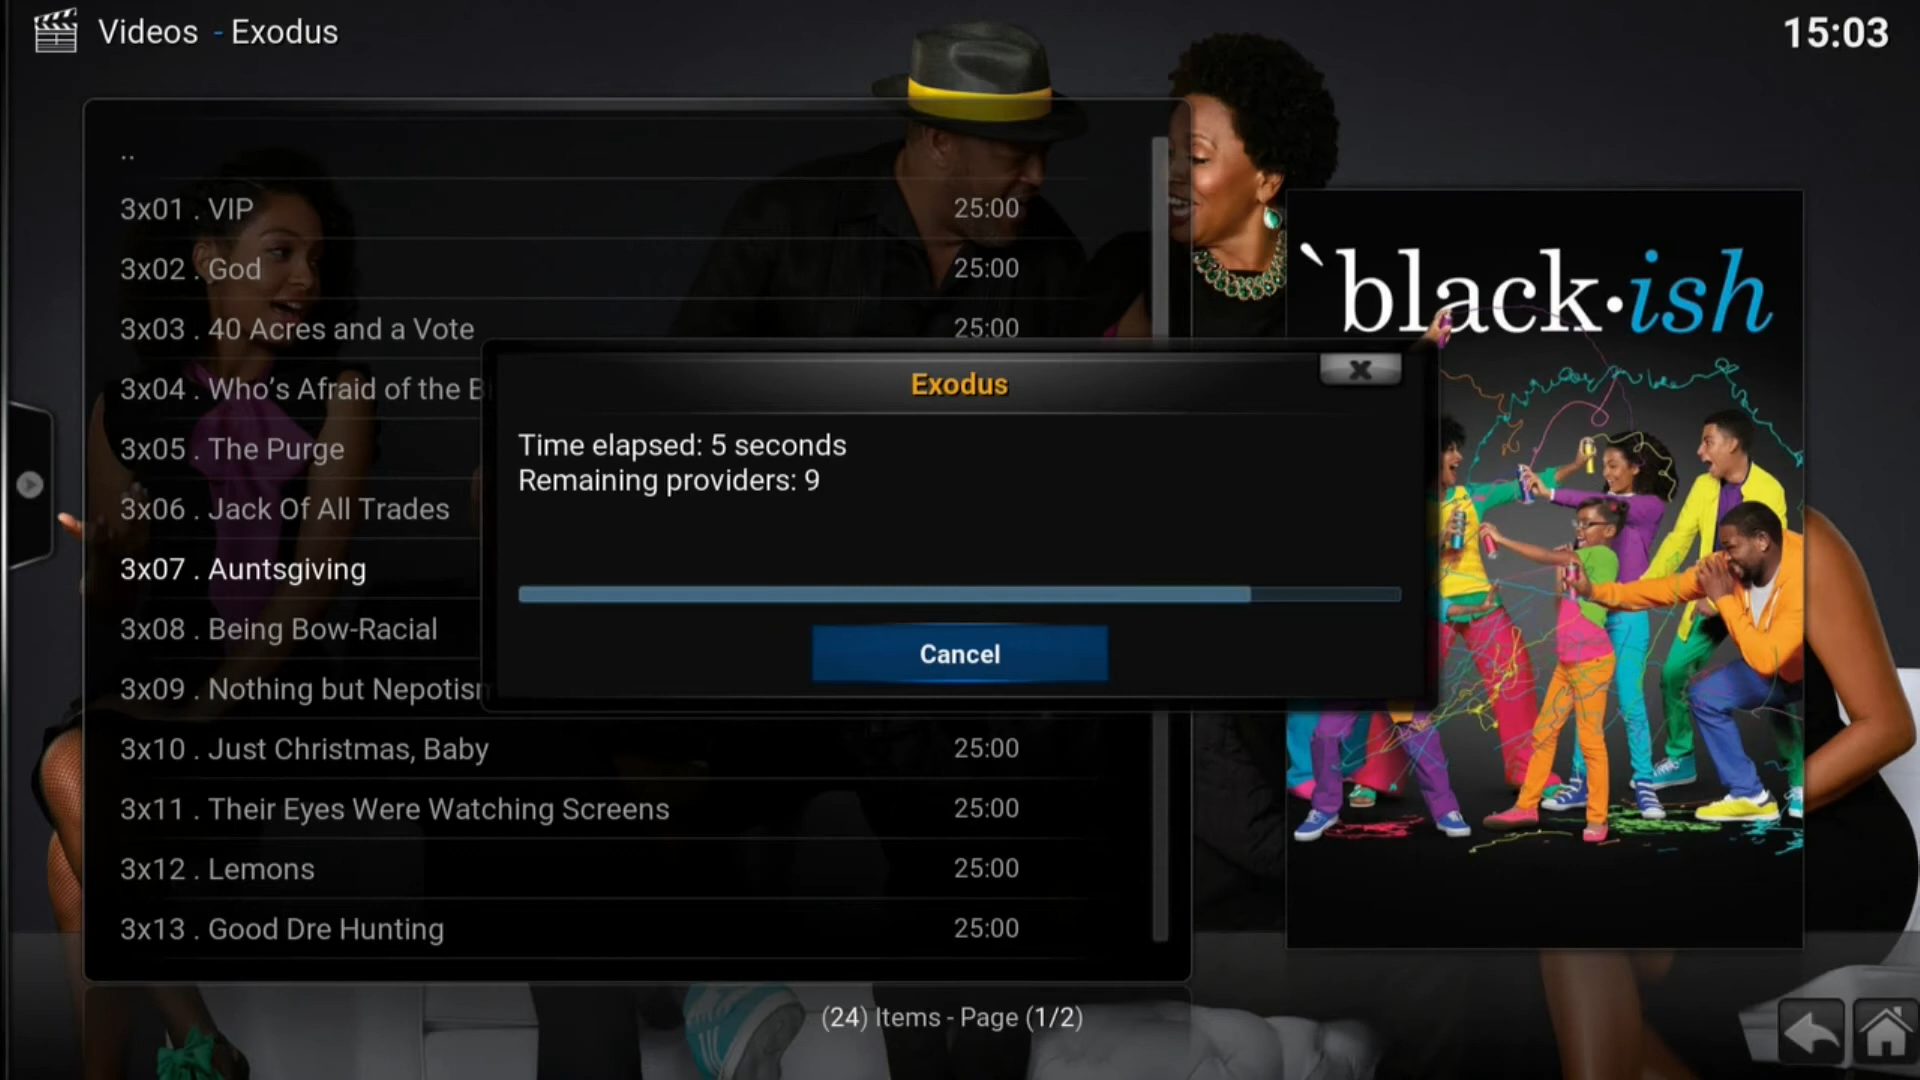 Videos - Exodus
15:03
..
3x01 . VIP 25:00
3x02 . God 25:00
3x03 . 40 Acres and a Vote 25:00
3x04 . Who’s Afraid of the B
3x05 . The Purge
3x06 . Jack Of All Trades
3x07 . Auntsgiving
3x08 . Being Bow-Racial
3x09 . Nothing but Nepotism
3x10 . Just Christmas, Baby 25:00
3x11 . Their Eyes Were Watching Screens 25:00
3x12 . Lemons 25:00
3x13 . Good Dre Hunting 25:00
Exodus
Time elapsed: 5 seconds
Remaining providers: 9
Cancel
`black·ish
(24) Items - Page (1/2)